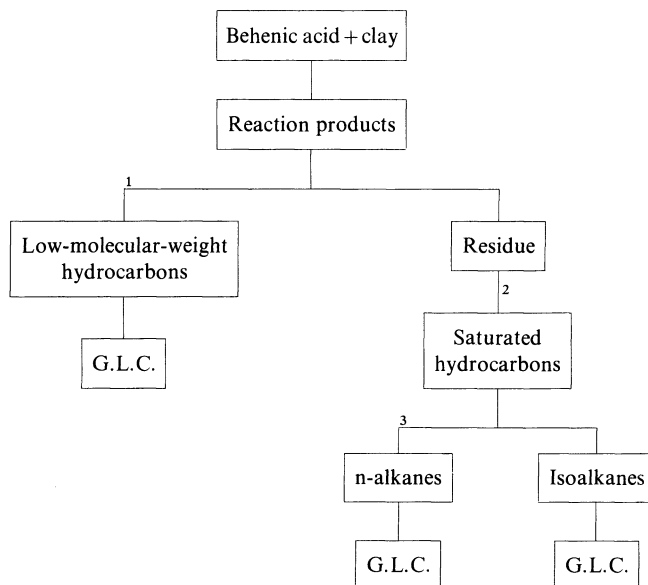 Behenic acid + clay
Reaction products
1
Low-molecular-weight
hydrocarbons
Residue
2
G.L.C.
Saturated
hydrocarbons
3
n-alkanes
Isoalkanes
G.L.C.
G.L.C.